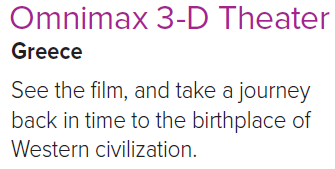 Omnimax 3-D Theater
Greece
See the film, and take a journey
back in time to the birthplace of
Western civilization.